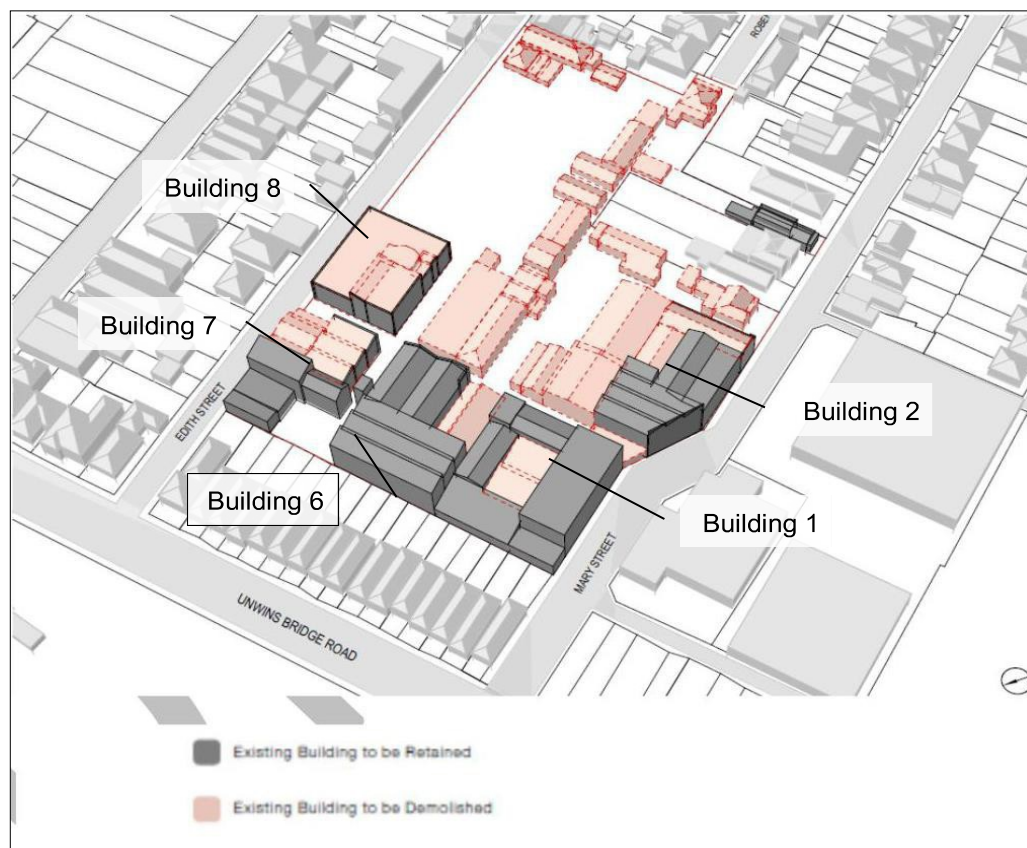 ROBE
Building 8
Building 7
EDITH STREET
Building 2
Building 6
Building 1
MARY STREET
UNWINS BRIDGE ROAD
Existing Building to be Retained
Existing Building to be Demolished